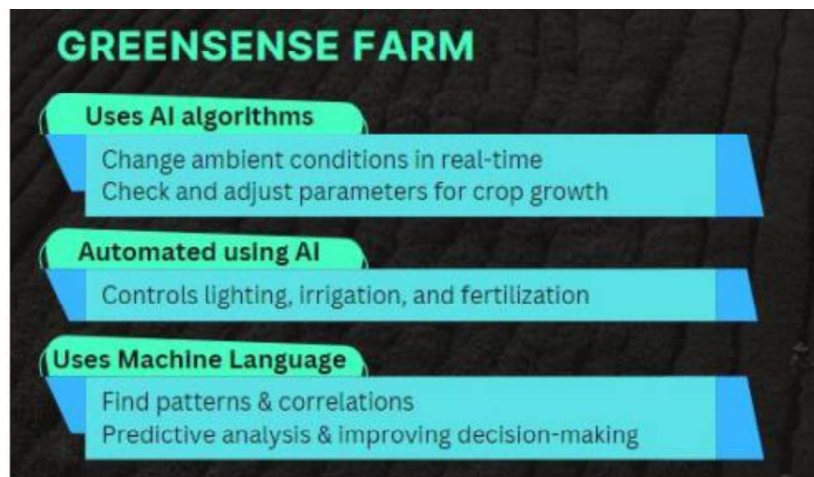 GREENSENSE FARM
Uses AI algorithms
Change ambient conditions in real-time
Check and adjust parameters for crop growth
Automated using AI
Controls lighting, irrigation, and fertilization
Uses Machine Language
Find patterns & correlations
Predictive analysis & improving decision-making